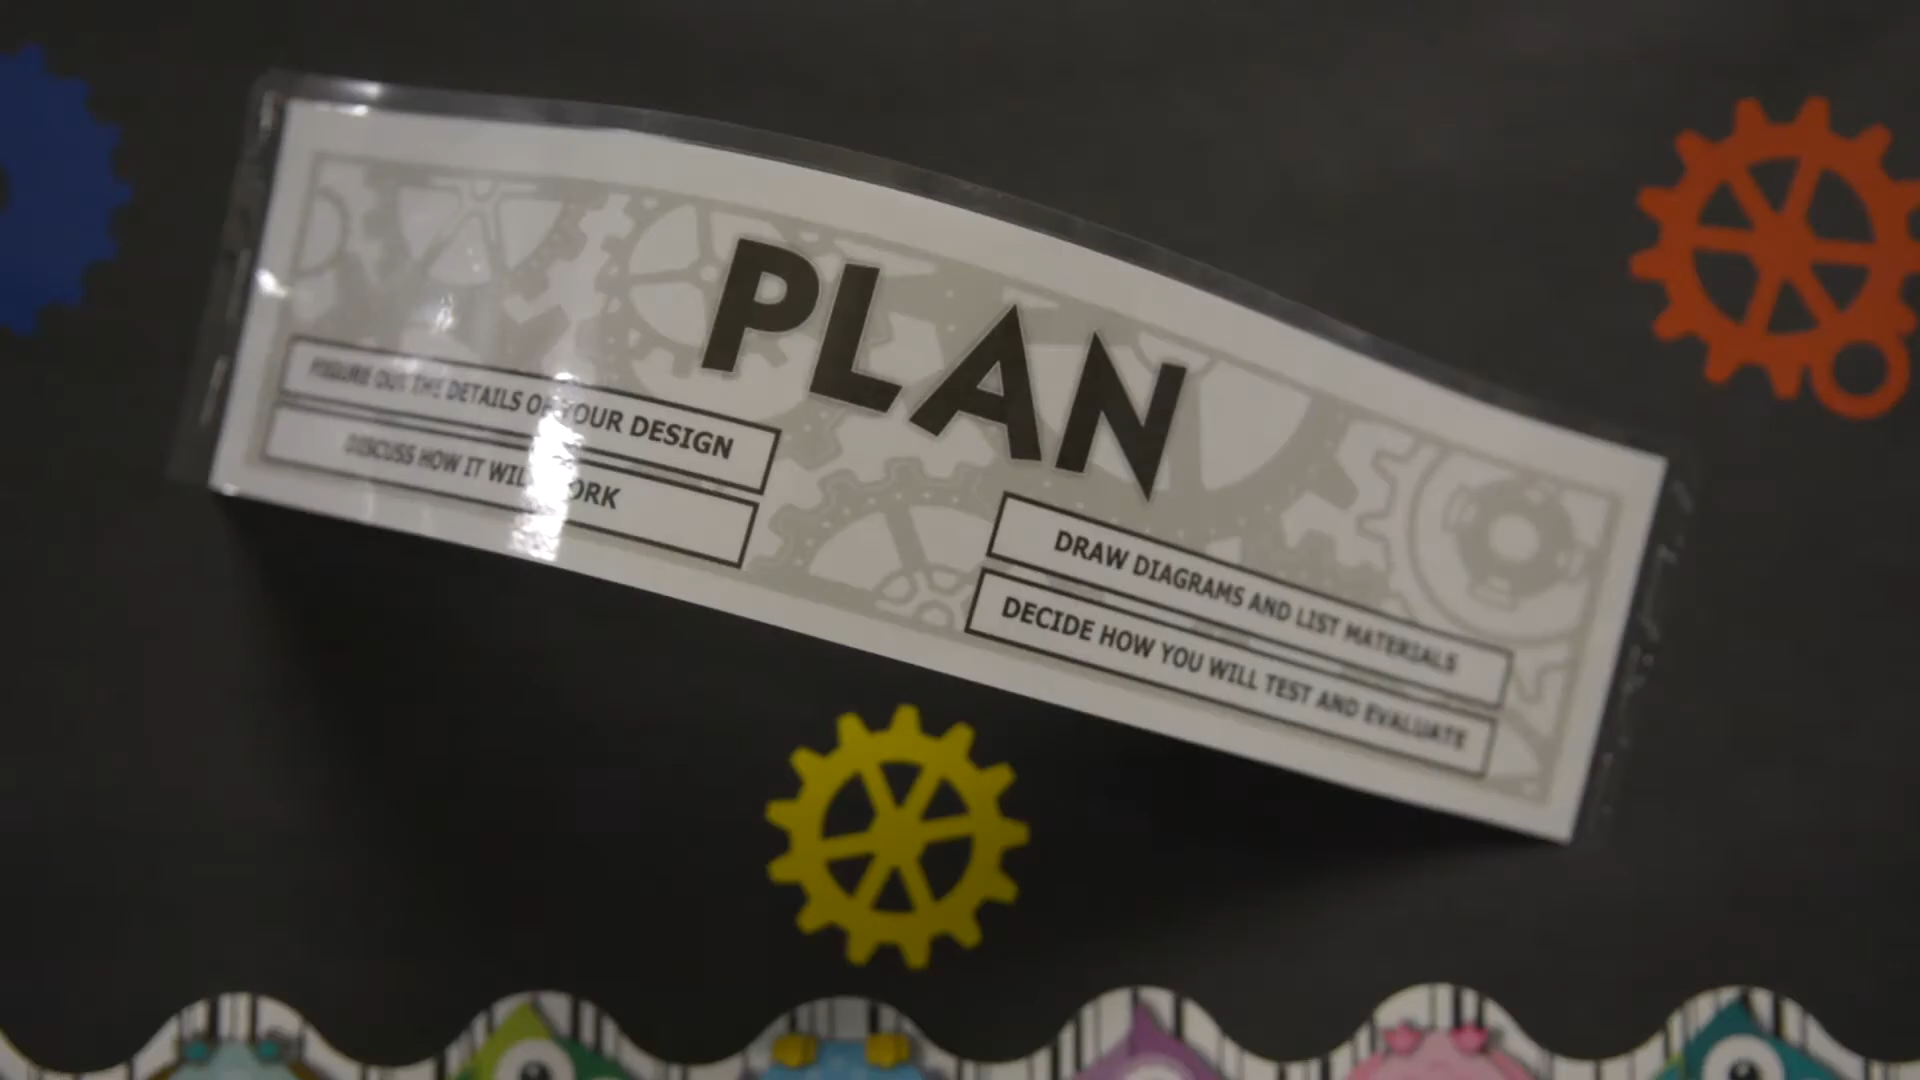 PLAN
FIGURE OUT THE DETAILS OF YOUR DESIGN
DISCUSS HOW IT WILL WORK
DRAW DIAGRAMS AND LIST MATERIALS
DECIDE HOW YOU WILL TEST AND EVALUATE